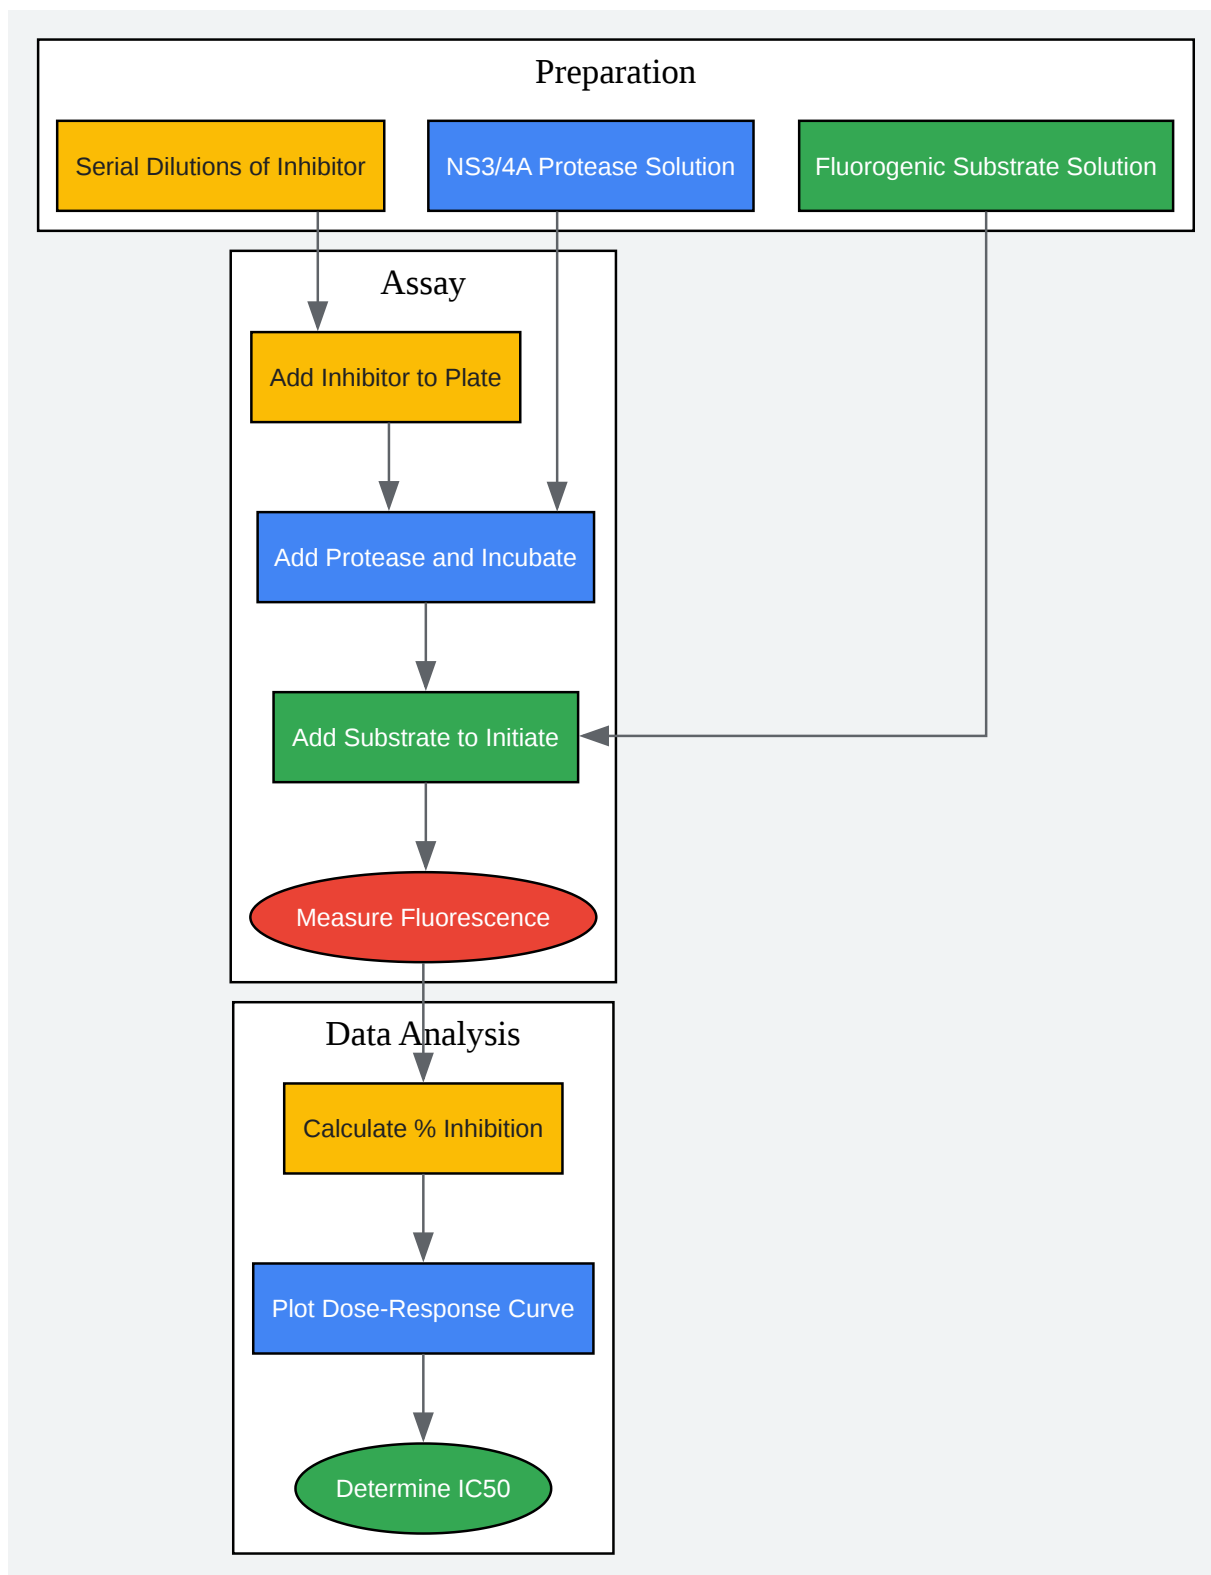 Preparation
Serial Dilutions of Inhibitor
NS3/4A Protease Solution
Fluorogenic Substrate Solution
Assay
Add Inhibitor to Plate
Add Protease and Incubate
Add Substrate to Initiate
Measure Fluorescence
Data Analysis
Calculate % Inhibition
Plot Dose-Response Curve
Determine IC50